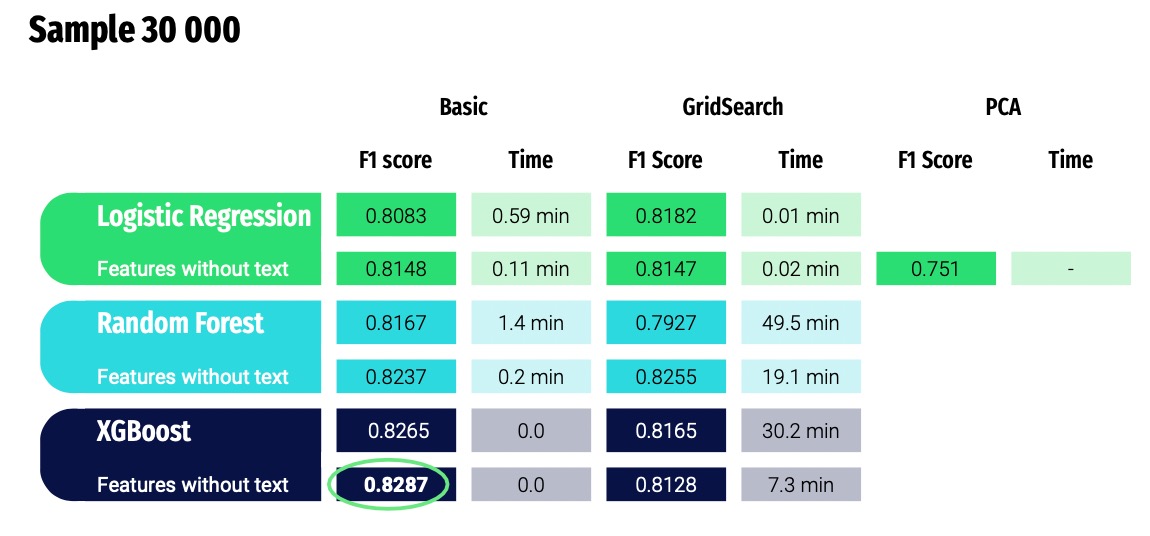 Sample 30 000
Basic GridSearch PCA
F1 score Time F1 Score Time F1 Score Time
Logistic Regression 0.8083 0.59 min 0.8182 0.01 min
Features without text 0.8148 0.11 min 0.8147 0.02 min 0.751 -
Random Forest 0.8167 1.4 min 0.7927 49.5 min
Features without text 0.8237 0.2 min 0.8255 19.1 min
XGBoost 0.8265 0.0 0.8165 30.2 min
Features without text 0.8287 0.0 0.8128 7.3 min